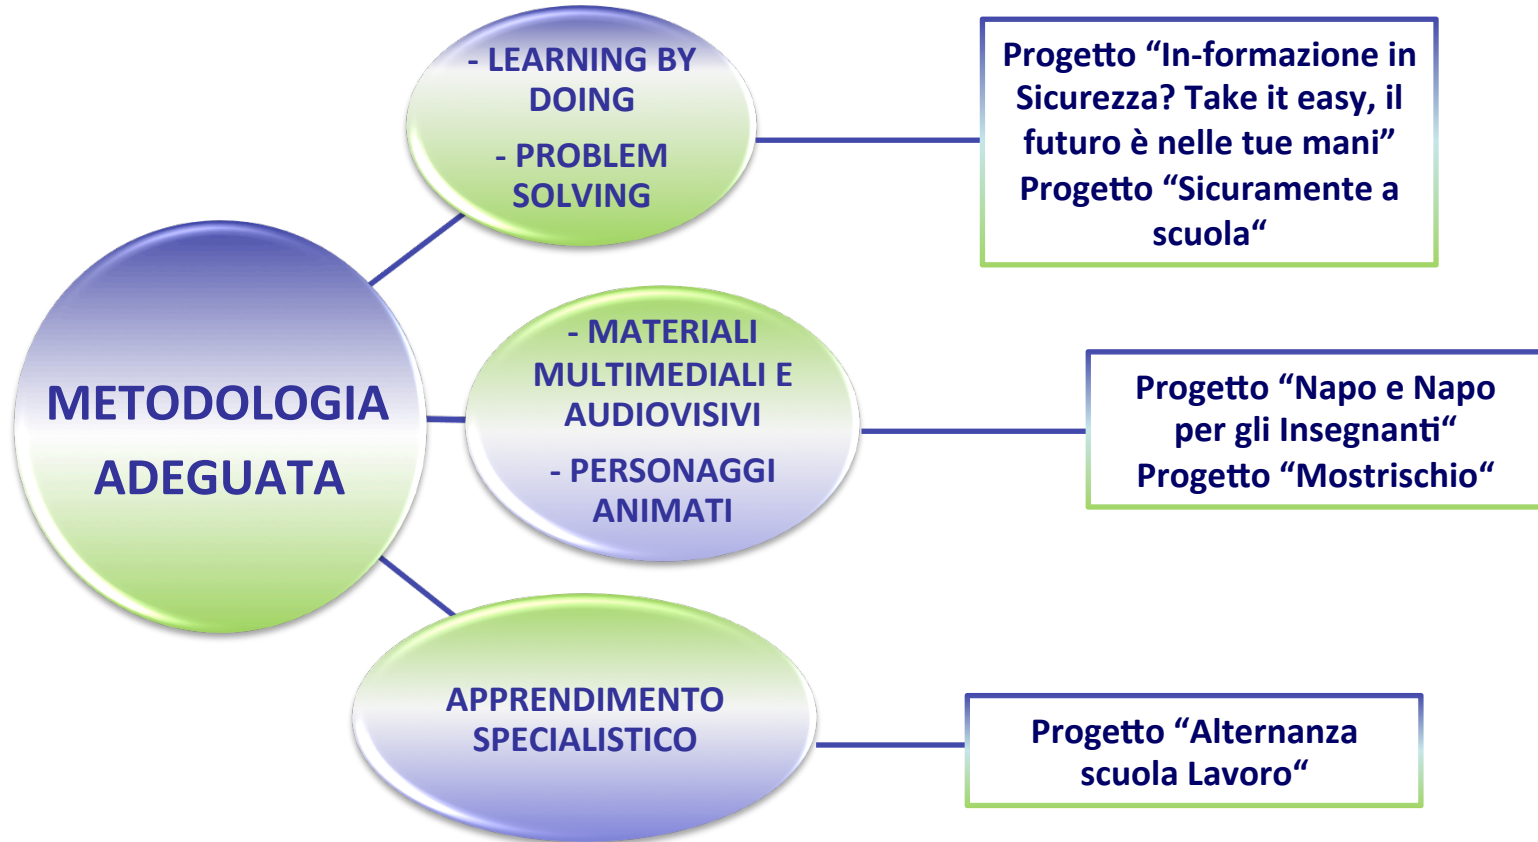 - LEARNING BY
DOING
- PROBLEM
SOLVING
Progetto “In-formazione in
Sicurezza? Take it easy, il
futuro è nelle tue mani”
Progetto “Sicuramente a
scuola“
METODOLOGIA
ADEGUATA
- MATERIALI
MULTIMEDIALI E
AUDIOVISIVI
- PERSONAGGI
ANIMATI
Progetto “Napo e Napo
per gli Insegnanti“
Progetto “Mostrischio“
APPRENDIMENTO
SPECIALISTICO
Progetto “Alternanza
scuola Lavoro“